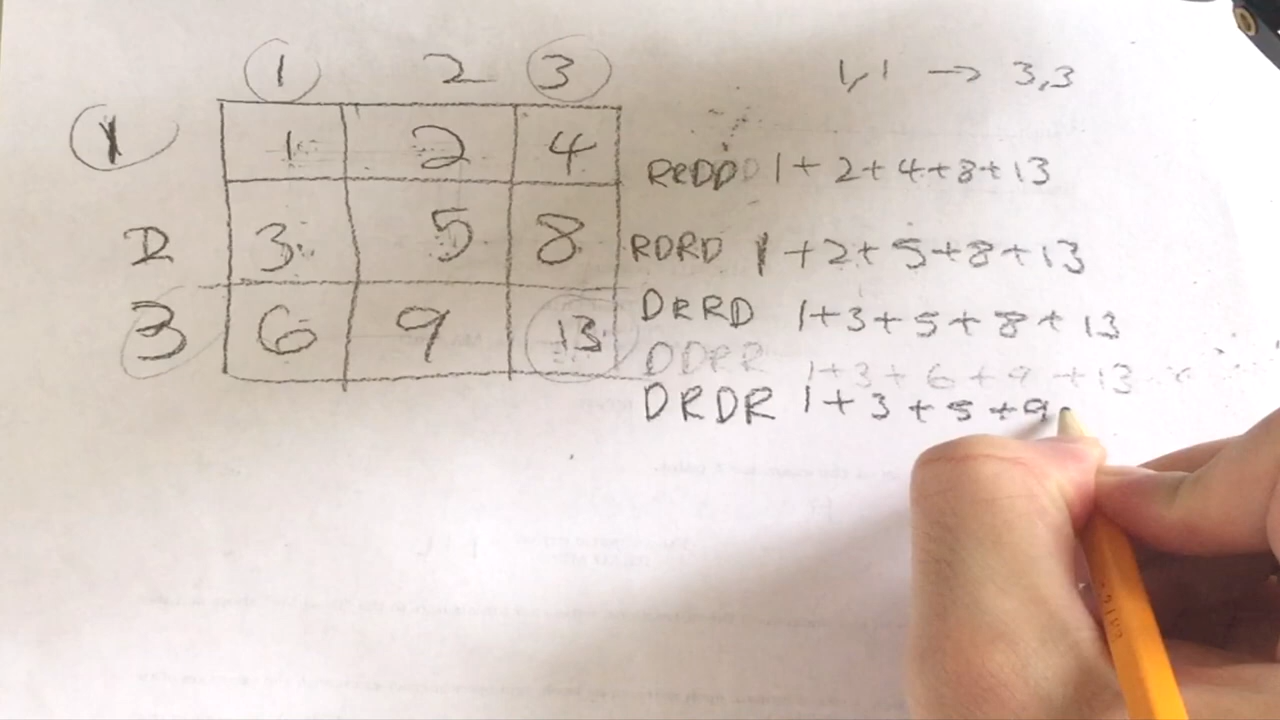 1 2 3 1,1 → 3,3
1 1 2 4 RRDD 1+2+4+8+13
2 3 5 8 RDRD 1+2+5+8+13
DRRD 1+3+5+8+13
3 6 9 13
DDRR 1+3+6+9+13
DRDR 1+3+5+9